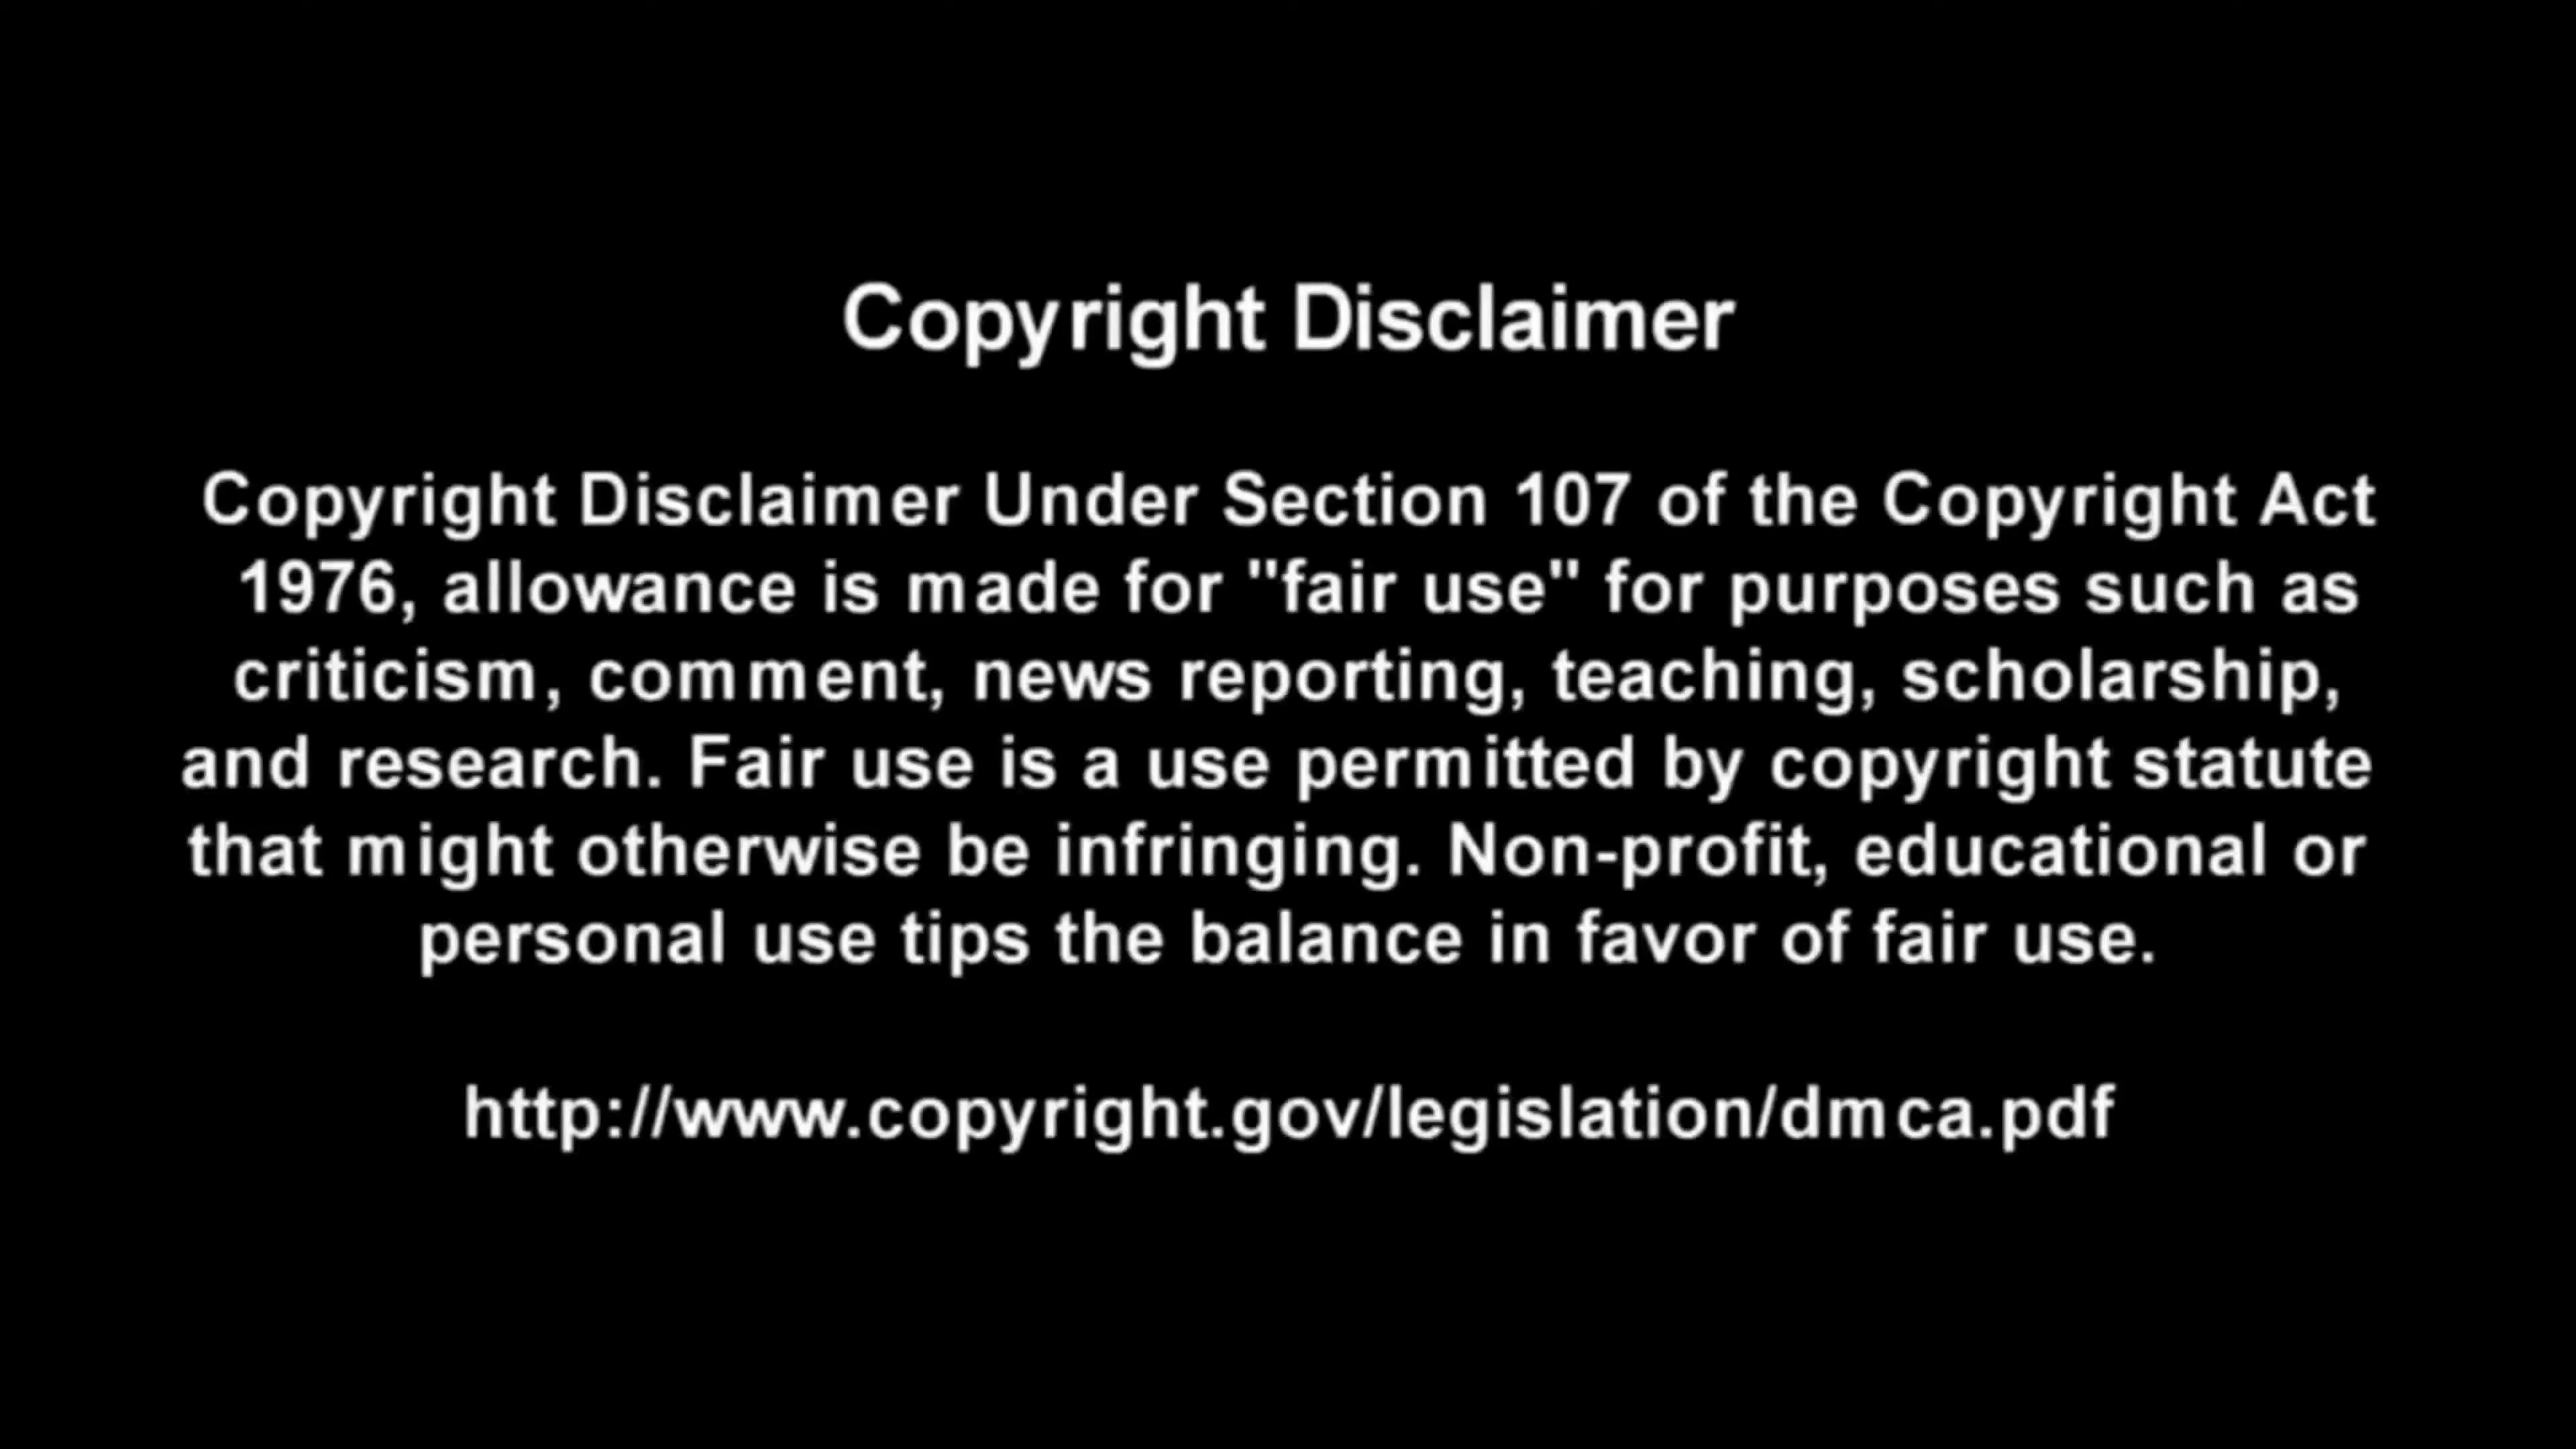 Copyright Disclaimer
Copyright Disclaimer Under Section 107 of the Copyright Act
1976, allowance is made for "fair use" for purposes such as
criticism, comment, news reporting, teaching, scholarship,
and research. Fair use is a use permitted by copyright statute
that might otherwise be infringing. Non-profit, educational or
personal use tips the balance in favor of fair use.
http://www.copyright.gov/legislation/dmca.pdf